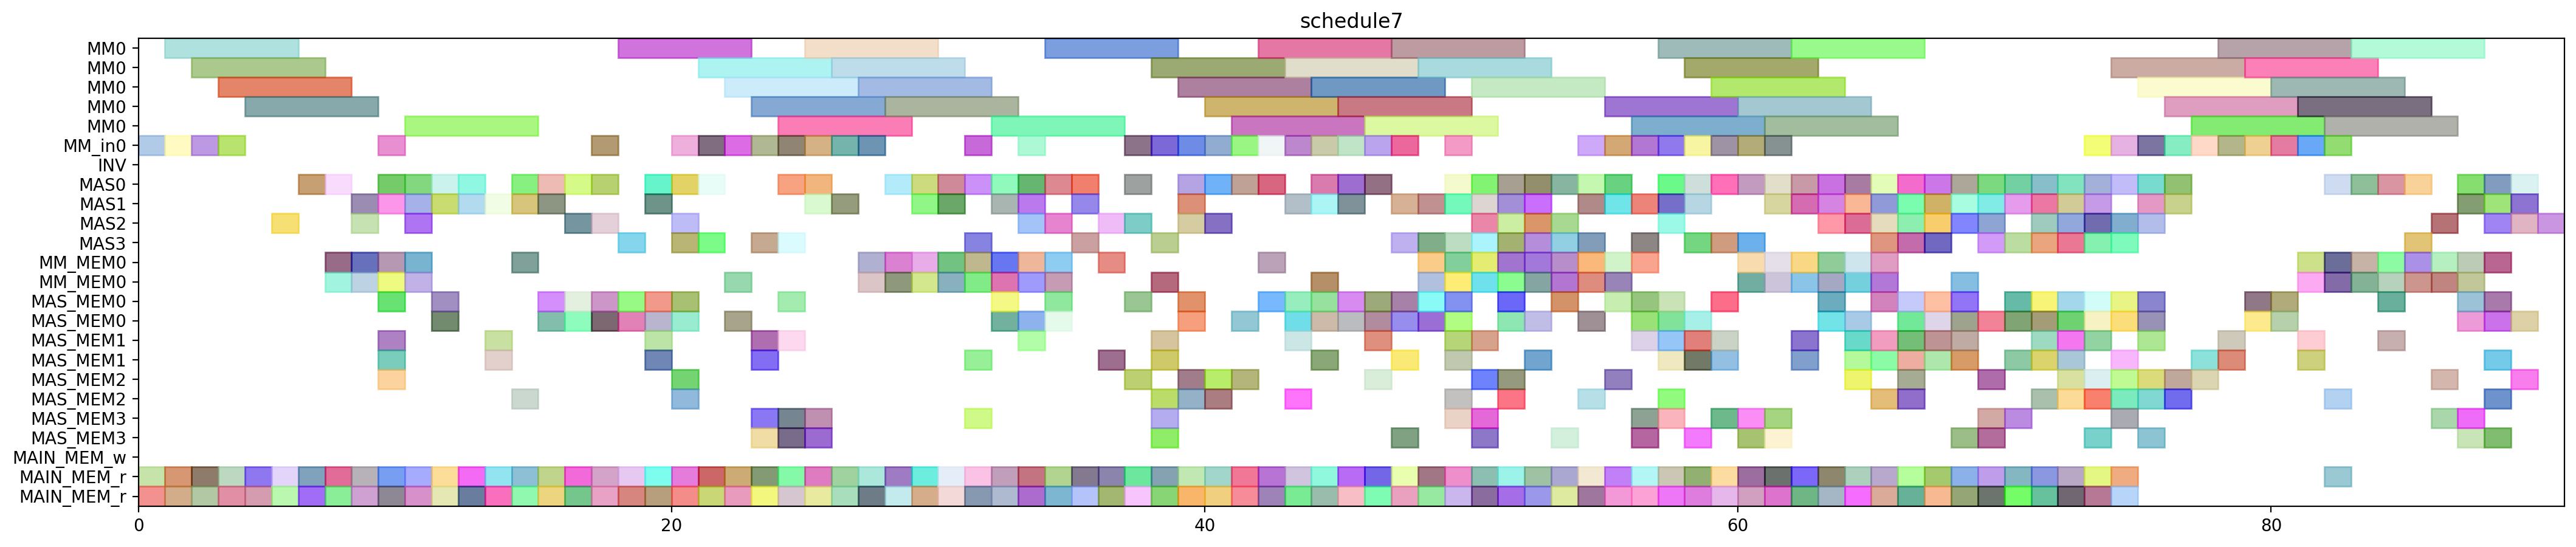 schedule7
MM0
MM0
MM0
MM0
MM0
MM_in0
INV
MAS0
MAS1
MAS2
MAS3
MM_MEM0
MM_MEM0
MAS_MEM0
MAS_MEM0
MAS_MEM1
MAS_MEM1
MAS_MEM2
MAS_MEM2
MAS_MEM3
MAS_MEM3
MAIN_MEM_w
MAIN_MEM_r
MAIN_MEM_r
0 20 40 60 80